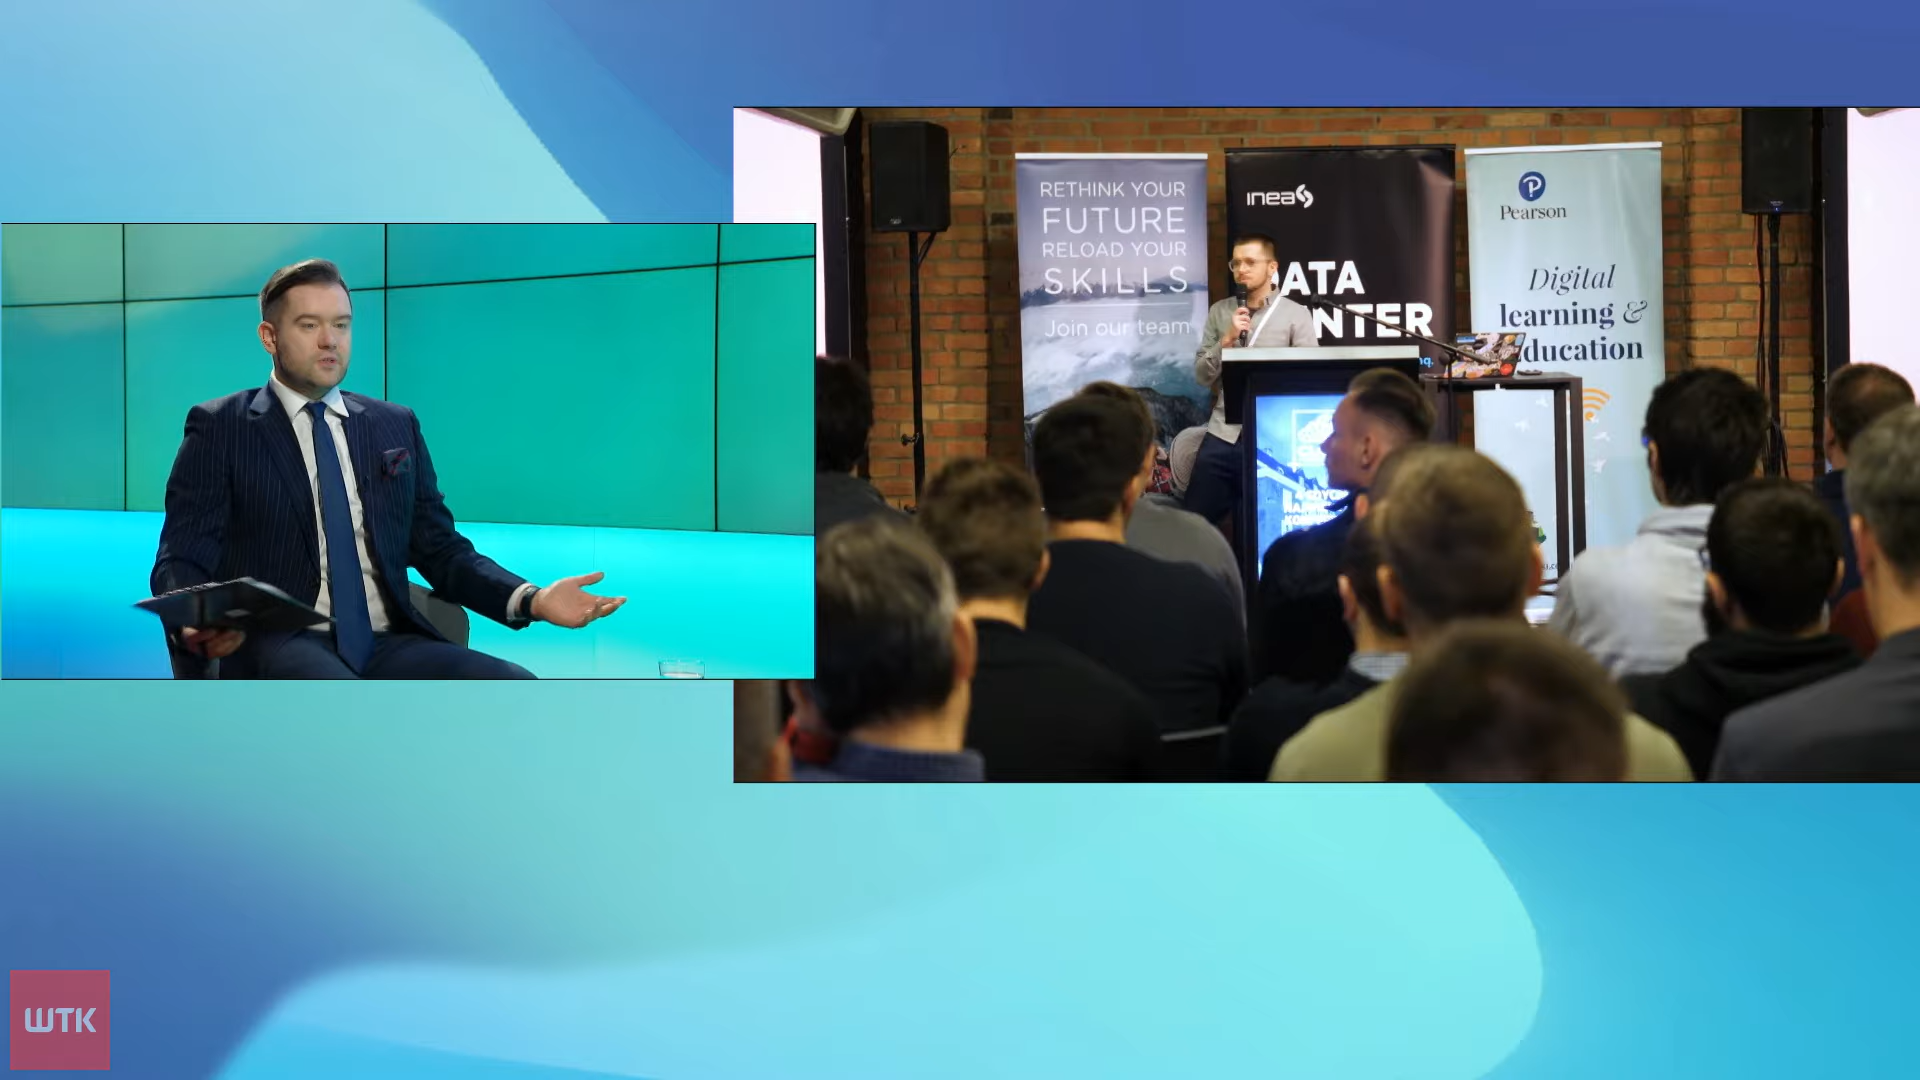 RETHINK YOUR
FUTURE
RELOAD YOUR
SKILLS
Join our team
inea
ATA
NTER
Pearson
Digital
learning &
ducation
WTK